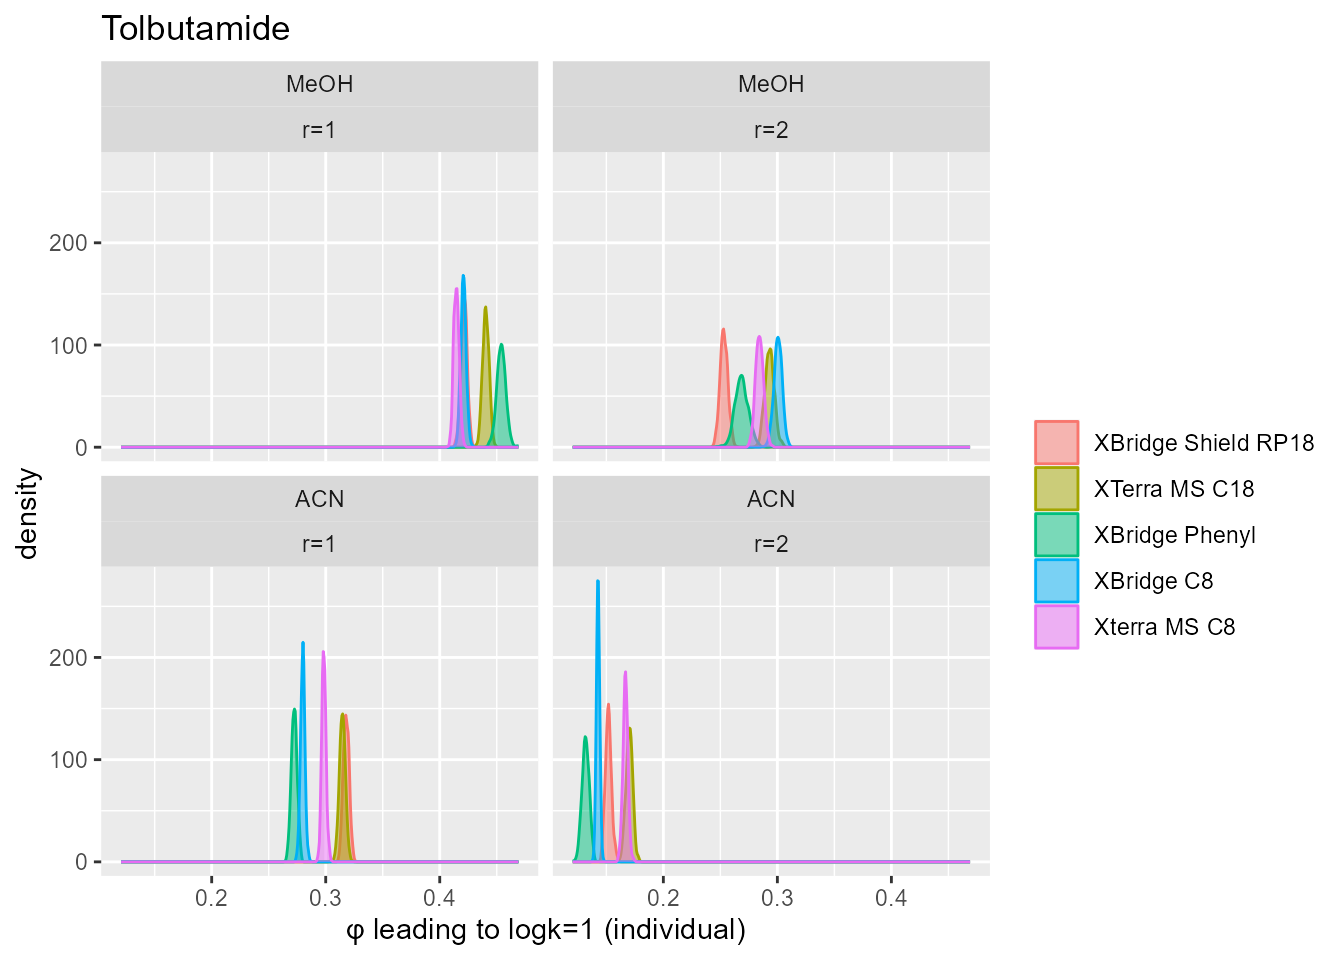 Tolbutamide
MeOH
MeOH
r=1
r=2
200
100
0
ACN
ACN
r=1
r=2
200
100
0
0.2
0.3
0.4
0.2
0.3
0.4
φ leading to logk=1 (individual)
density
XBridge Shield RP18
XTerra MS C18
XBridge Phenyl
XBridge C8
Xterra MS C8